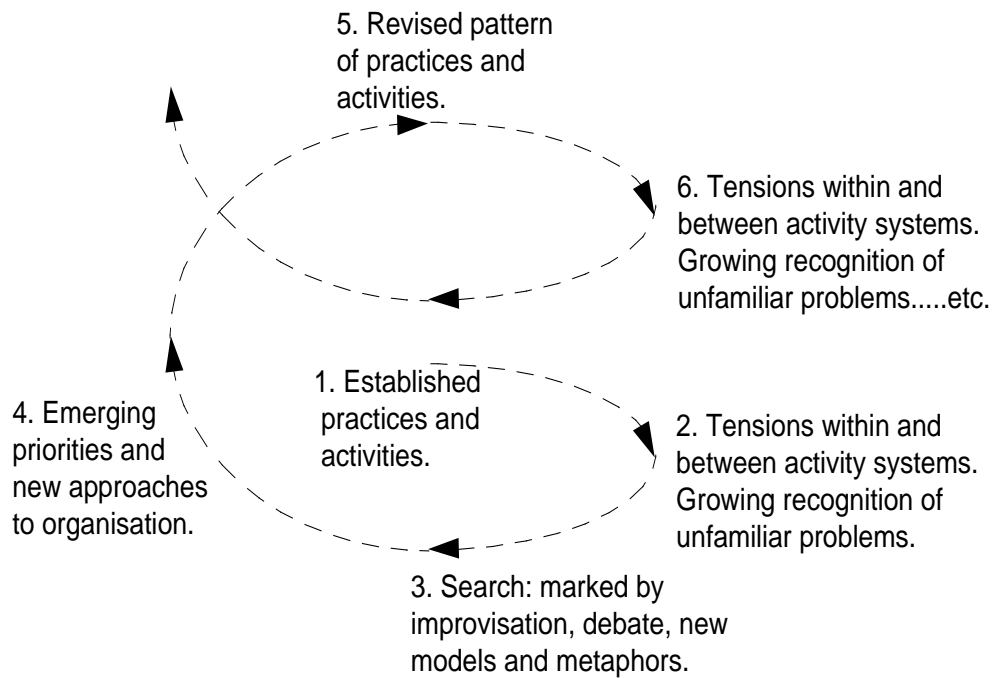 5. Revised pattern
of practices and
activities.
6. Tensions within and
between activity systems.
Growing recognition of
unfamiliar problems.....etc.
1. Established
practices and
activities.
2. Tensions within and
between activity systems.
Growing recognition of
unfamiliar problems.
4. Emerging
priorities and
new approaches
to organisation.
3. Search: marked by
improvisation, debate, new
models and metaphors.